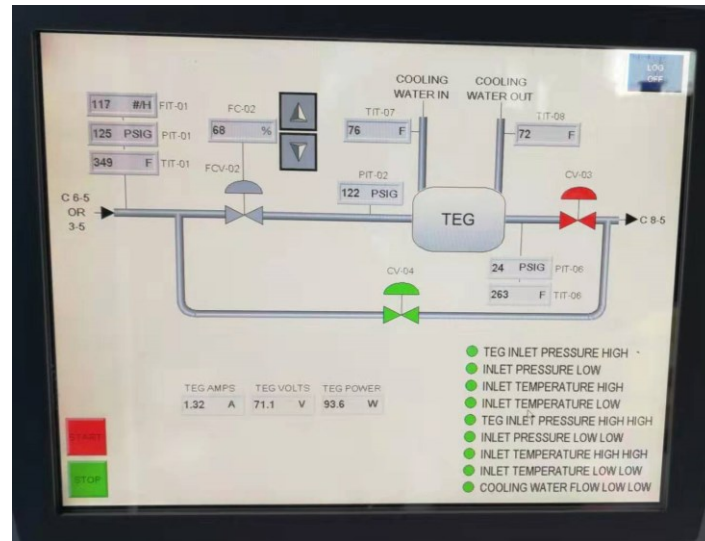 LOG
OFF
COOLING
WATER IN
COOLING
WATER OUT
117 #/H FIT-01
125 PSIG PIT-01
349 F TIT-01
FC-02
68 %
FCV-02
TIT-07
76 F
TIT-08
72 F
PIT-02
122 PSIG
CV-03
C 6-5
OR
3-5
TEG
C 8-5
24 PSIG PIT-06
263 F TIT-06
CV-04
TEG AMPS
1.32 A
TEG VOLTS
71.1 V
TEG POWER
93.6 W
TEG INLET PRESSURE HIGH
INLET PRESSURE LOW
INLET TEMPERATURE HIGH
INLET TEMPERATURE LOW
TEG INLET PRESSURE HIGH HIGH
INLET PRESSURE LOW LOW
INLET TEMPERATURE HIGH HIGH
INLET TEMPERATURE LOW LOW
COOLING WATER FLOW LOW LOW
START
STOP